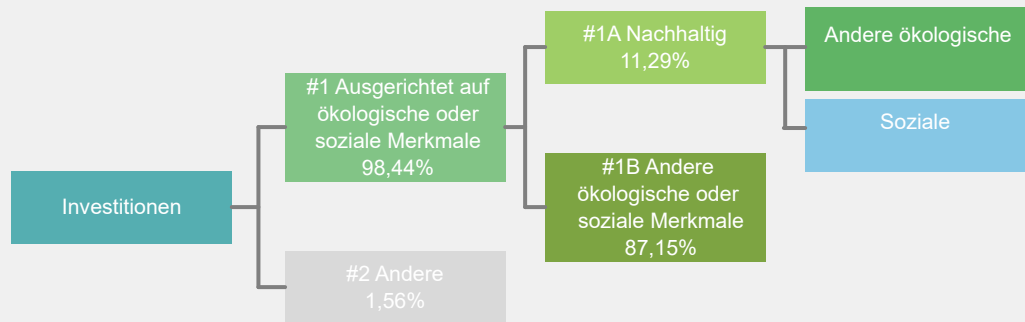 Investitionen
#1 Ausgerichtet auf
ökologische oder
soziale Merkmale
98,44%
#2 Andere
1,56%
#1A Nachhaltig
11,29%
#1B Andere
ökologische oder
soziale Merkmale
87,15%
Andere ökologische
Soziale